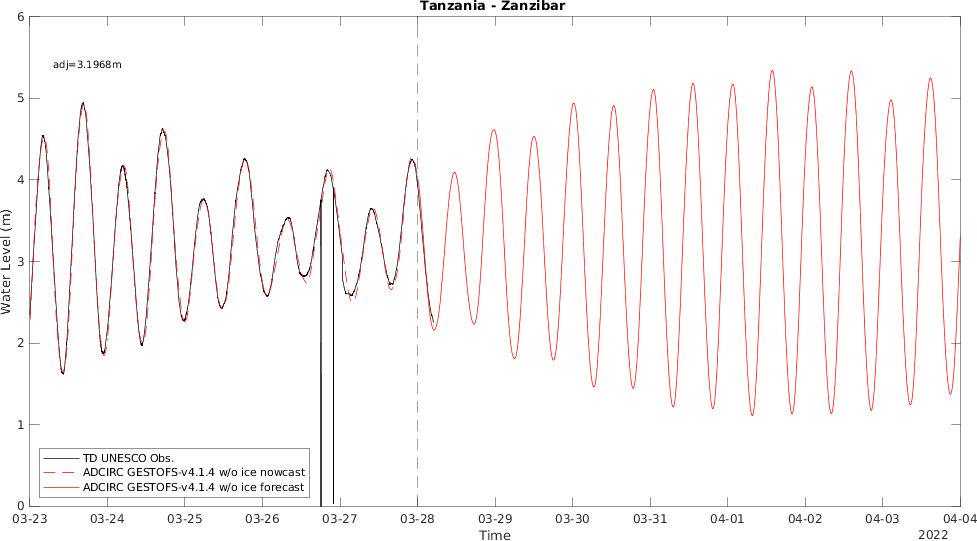 Tanzania - Zanzibar
adj=3.1968m
Water Level (m)
6
5
4
3
2
1
0
TD UNESCO Obs.
ADCIRC GESTOFS-v4.1.4 w/o ice nowcast
ADCIRC GESTOFS-v4.1.4 w/o ice forecast
03-23 03-24 03-25 03-26 03-27 03-28 03-29 03-30 03-31 04-01 04-02 04-03 04-04
Time
2022